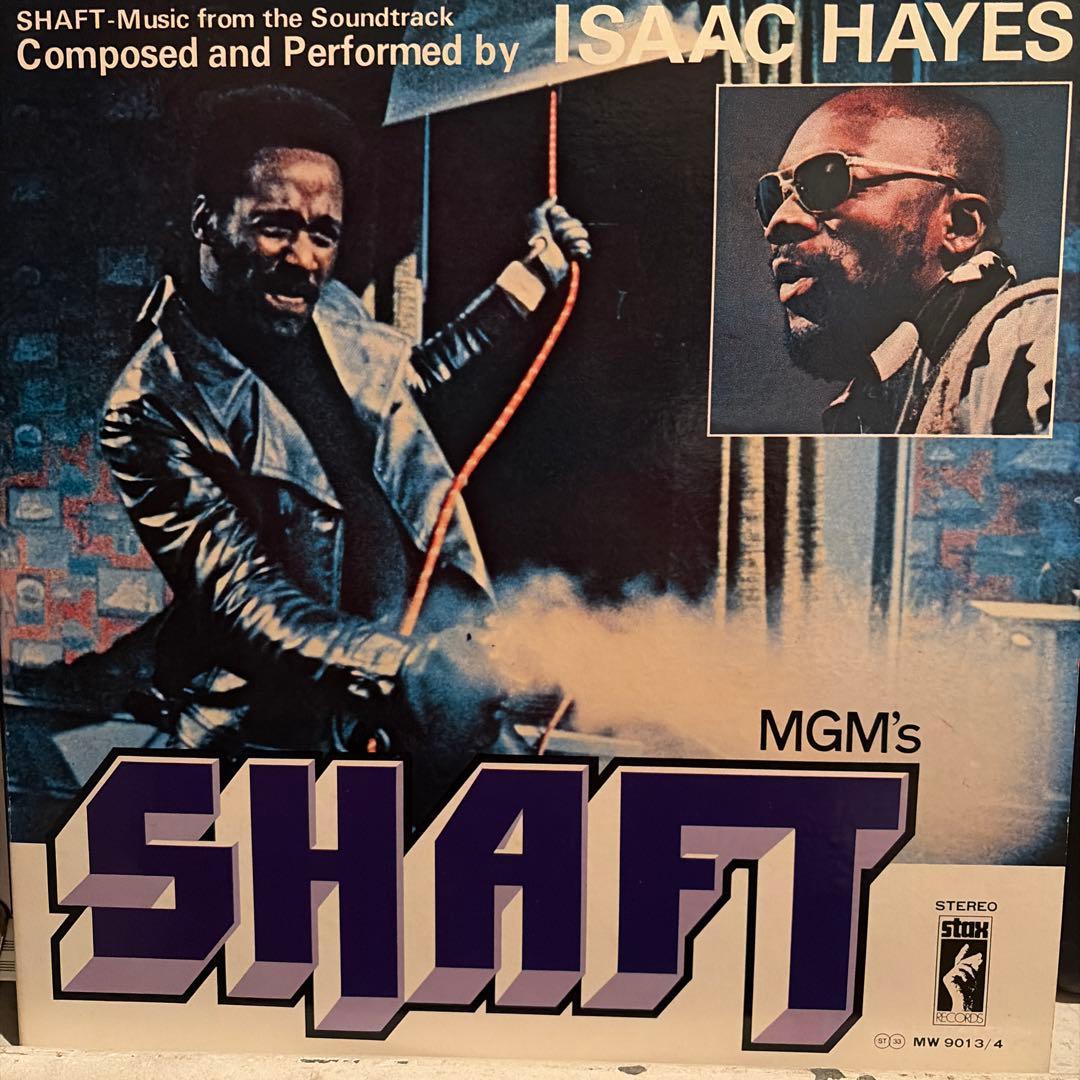 SHAFT-Music from the Soundtrack
Composed and Performed by ISAAC HAYES
MGM's
SHAFT
STEREO
stax
RECORDS
ST 33 MW 9013/4